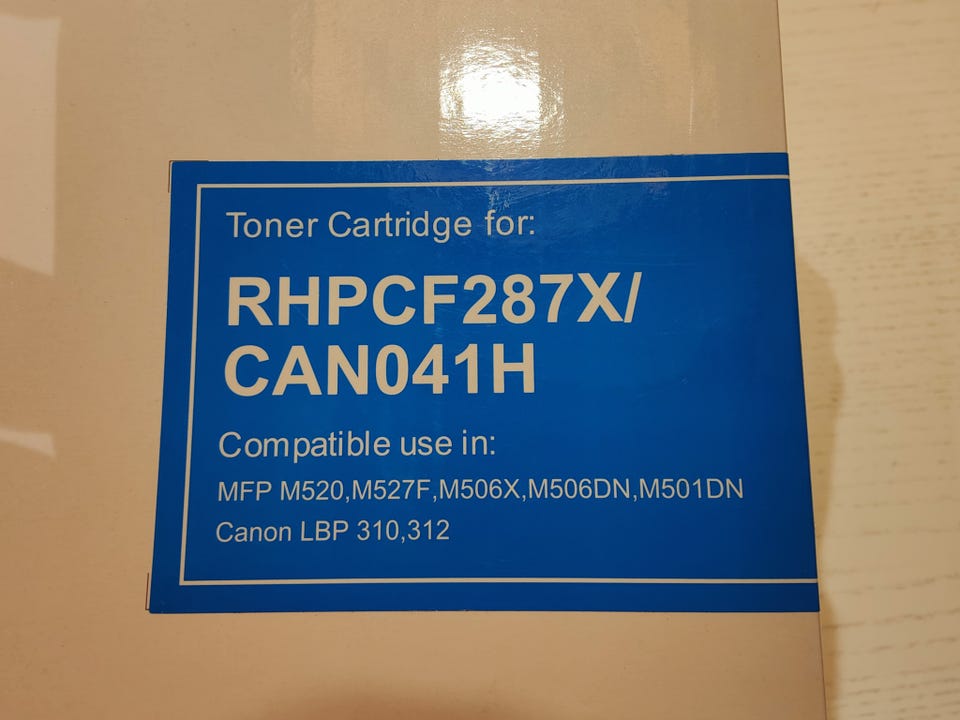 Toner Cartridge for:
RHPCF287X/
CAN041H
Compatible use in:
MFP M520,M527F,M506X,M506DN,M501DN
Canon LBP 310,312